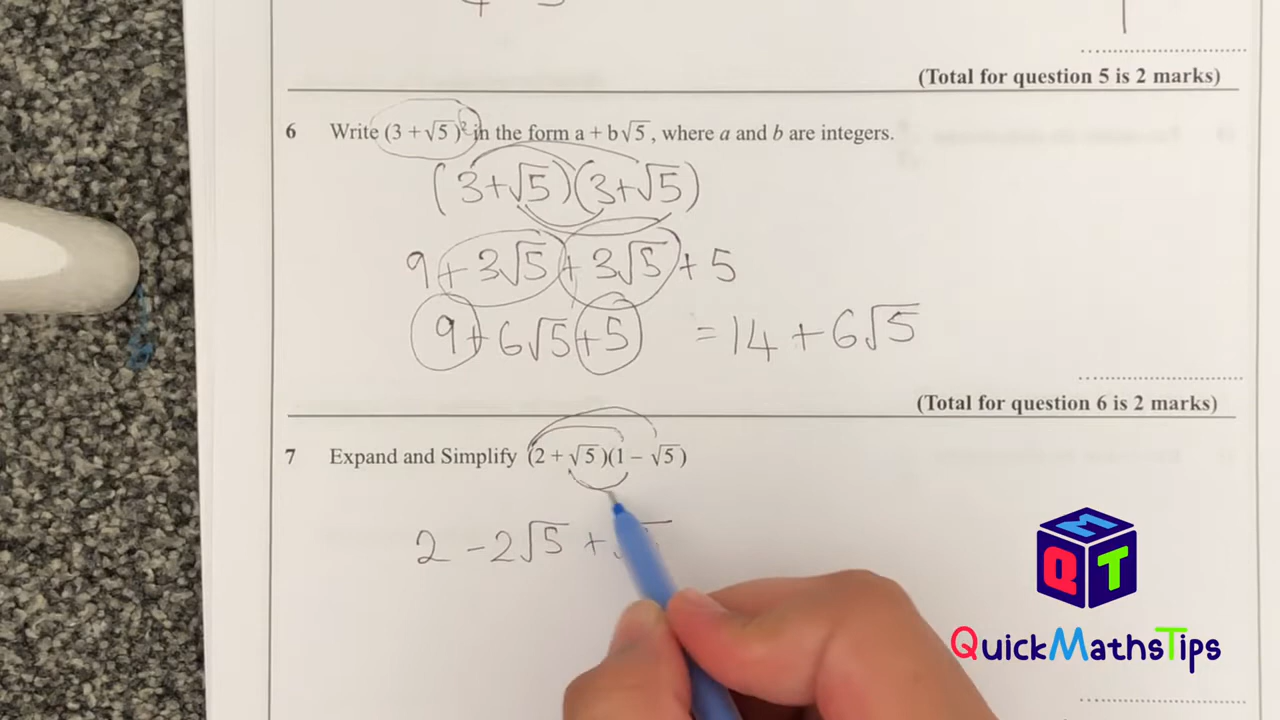 (Total for question 5 is 2 marks)
6 Write (3 + √5)² in the form a + b√5, where a and b are integers.
(3+√5)(3+√5)
9 + 3√5 + 3√5 + 5
9 + 6√5 + 5 = 14 + 6√5
(Total for question 6 is 2 marks)
7 Expand and Simplify (2 + √5)(1 − √5)
2 - 2√5 +
M
Q T
QuickMathsTips